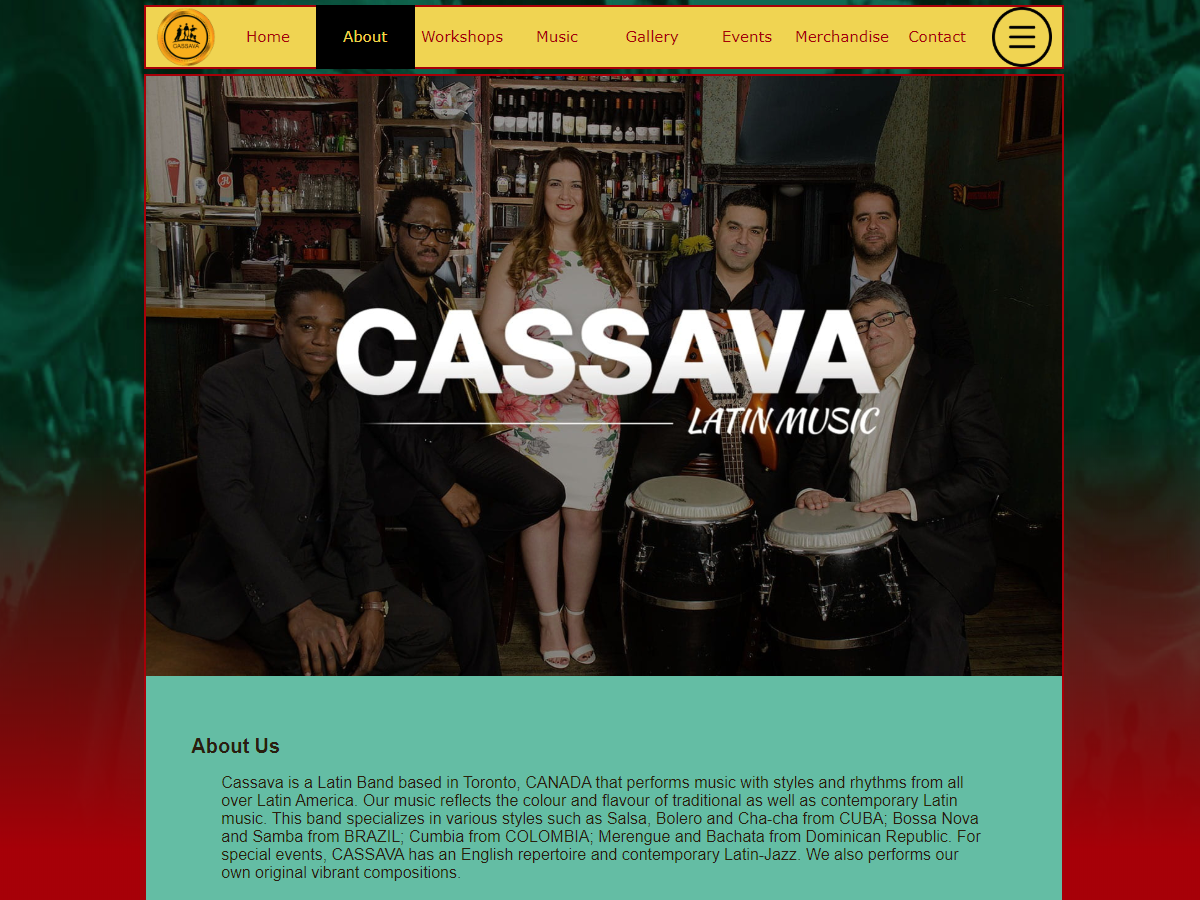 CASSAVA
Home
About
Workshops
Music
Gallery
Events
Merchandise
Contact
CASSAVA
LATIN MUSIC
About Us
Cassava is a Latin Band based in Toronto, CANADA that performs music with styles and rhythms from all
over Latin America. Our music reflects the colour and flavour of traditional as well as contemporary Latin
music. This band specializes in various styles such as Salsa, Bolero and Cha-cha from CUBA; Bossa Nova
and Samba from BRAZIL; Cumbia from COLOMBIA; Merengue and Bachata from Dominican Republic. For
special events, CASSAVA has an English repertoire and contemporary Latin-Jazz. We also performs our
own original vibrant compositions.